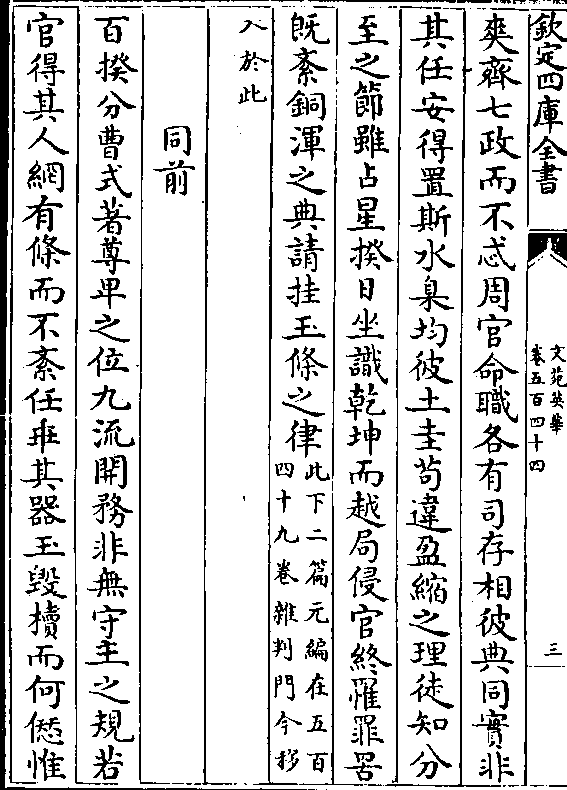 欽定四庫全書
文苑英華
卷五百四十四
三
爽齊七政而不忒周官命職各有司存相彼典同實非
其任安得置斯水臬均彼土圭茍違盈縮之理徒知分
至之節雖占星揆日坐識乾坤而越局侵官終罹罪罟
既紊銅渾之典請挂玉條之律此下二篇元編在五百
四十九卷雜判門今移
入於此
同前
百揆分曹式著尊卑之位九流開務非無守主之規若
官得其人網有條而不紊任乖其器玉毀櫝而何愆惟